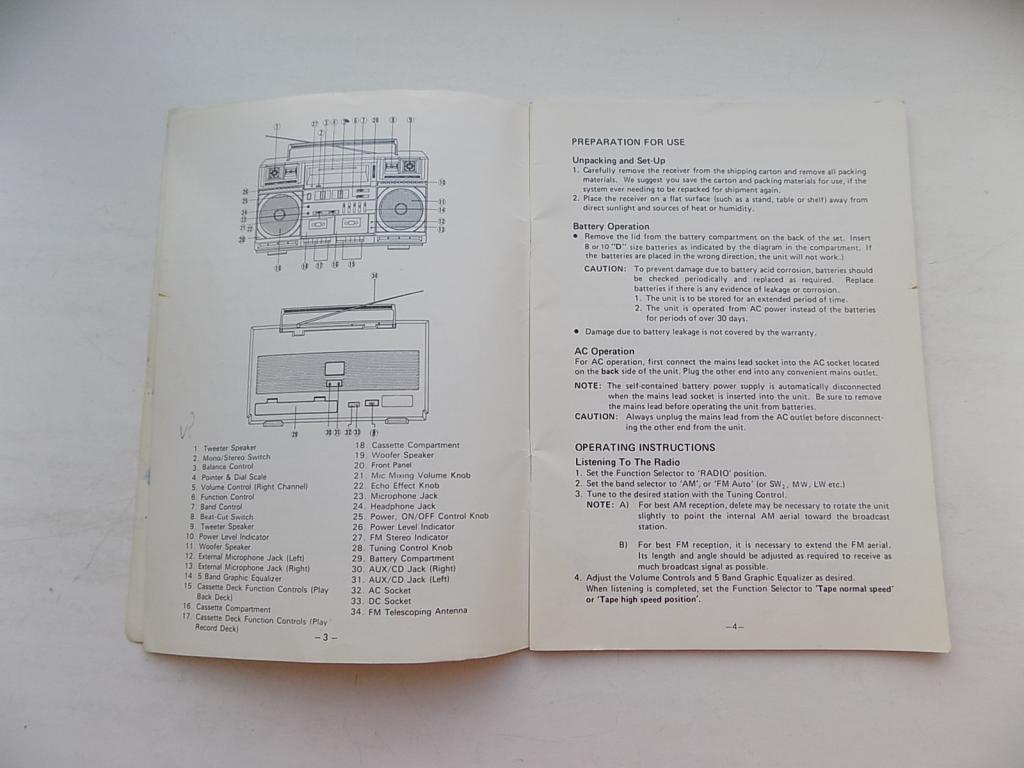 1. Tweeter Speaker
2. Mono/Stereo Switch
3. Balance Control
4. Pointer & Dial Scale
5. Volume Control (Right Channel)
6. Function Control
7. Band Control
8. Beat-Cut Switch
9. Tweeter Speaker
10. Power Level Indicator
11. Woofer Speaker
12. External Microphone Jack (Left)
13. External Microphone Jack (Right)
14. 5 Band Graphic Equalizer
15. Cassette Deck Function Controls (Play
Back Deck)
16. Cassette Compartment
17. Cassette Deck Function Controls (Play
Record Deck)
18. Cassette Compartment
19. Woofer Speaker
20. Front Panel
21. Mic Mixing Volume Knob
22. Echo Effect Knob
23. Microphone Jack
24. Headphone Jack
25. Power, ON/OFF Control Knob
26. Power Level Indicator
27. FM Stereo Indicator
28. Tuning Control Knob
29. Battery Compartment
30. AUX/CD Jack (Right)
31. AUX/CD Jack (Left)
32. AC Socket
33. DC Socket
34. FM Telescoping Antenna
—3—
PREPARATION FOR USE
Unpacking and Set-Up
1. Carefully remove the receiver from the shipping carton and remove all packing
materials. We suggest you save the carton and packing materials for use, if the
system ever needing to be repacked for shipment again.
2. Place the receiver on a flat surface (such as a stand, table or shelf) away from
direct sunlight and sources of heat or humidity.
Battery Operation
• Remove the lid from the battery compartment on the back of the set. Insert
8 or 10 "D" size batteries as indicated by the diagram in the compartment. If
the batteries are placed in the wrong direction, the unit will not work.)
CAUTION: To prevent damage due to battery acid corrosion, batteries should
be checked periodically and replaced as required. Replace
batteries if there is any evidence of leakage or corrosion.
1. The unit is to be stored for an extended period of time.
2. The unit is operated from AC power instead of the batteries
for periods of over 30 days.
• Damage due to battery leakage is not covered by the warranty.
AC Operation
For AC operation, first connect the mains lead socket into the AC socket located
on the back side of the unit. Plug the other end into any convenient mains outlet.
NOTE: The self-contained battery power supply is automatically disconnected
when the mains lead socket is inserted into the unit. Be sure to remove
the mains lead before operating the unit from batteries.
CAUTION: Always unplug the mains lead from the AC outlet before disconnect-
ing the other end from the unit.
OPERATING INSTRUCTIONS
Listening To The Radio
1. Set the Function Selector to 'RADIO' position.
2. Set the band selector to 'AM', or 'FM Auto' (or SW₂, MW, LW etc.)
3. Tune to the desired station with the Tuning Control.
NOTE: A) For best AM reception, delete may be necessary to rotate the unit
slightly to point the internal AM aerial toward the broadcast
station.
B) For best FM reception, it is necessary to extend the FM aerial.
Its length and angle should be adjusted as required to receive as
much broadcast signal as possible.
4. Adjust the Volume Controls and 5 Band Graphic Equalizer as desired.
When listening is completed, set the Function Selector to 'Tape normal speed'
or 'Tape high speed position'.
—4—